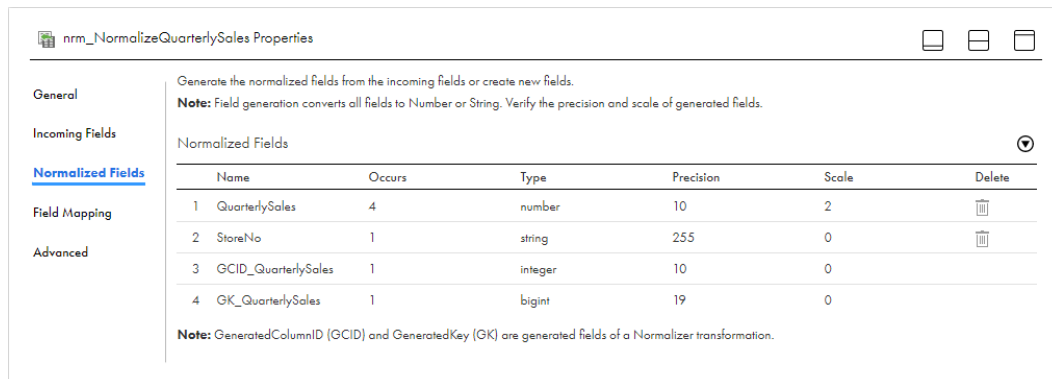 nrm_NormalizeQuarterlySales Properties
General
Incoming Fields
Normalized Fields
Field Mapping
Advanced
Generate the normalized fields from the incoming fields or create new fields.
Note: Field generation converts all fields to Number or String. Verify the precision and scale of generated fields.
Normalized Fields
Name Occurs Type Precision Scale Delete
1 QuarterlySales 4 number 10 2
2 StoreNo 1 string 255 0
3 GCID_QuarterlySales 1 integer 10 0
4 GK_QuarterlySales 1 bigint 19 0
Note: GeneratedColumnID (GCID) and GeneratedKey (GK) are generated fields of a Normalizer transformation.